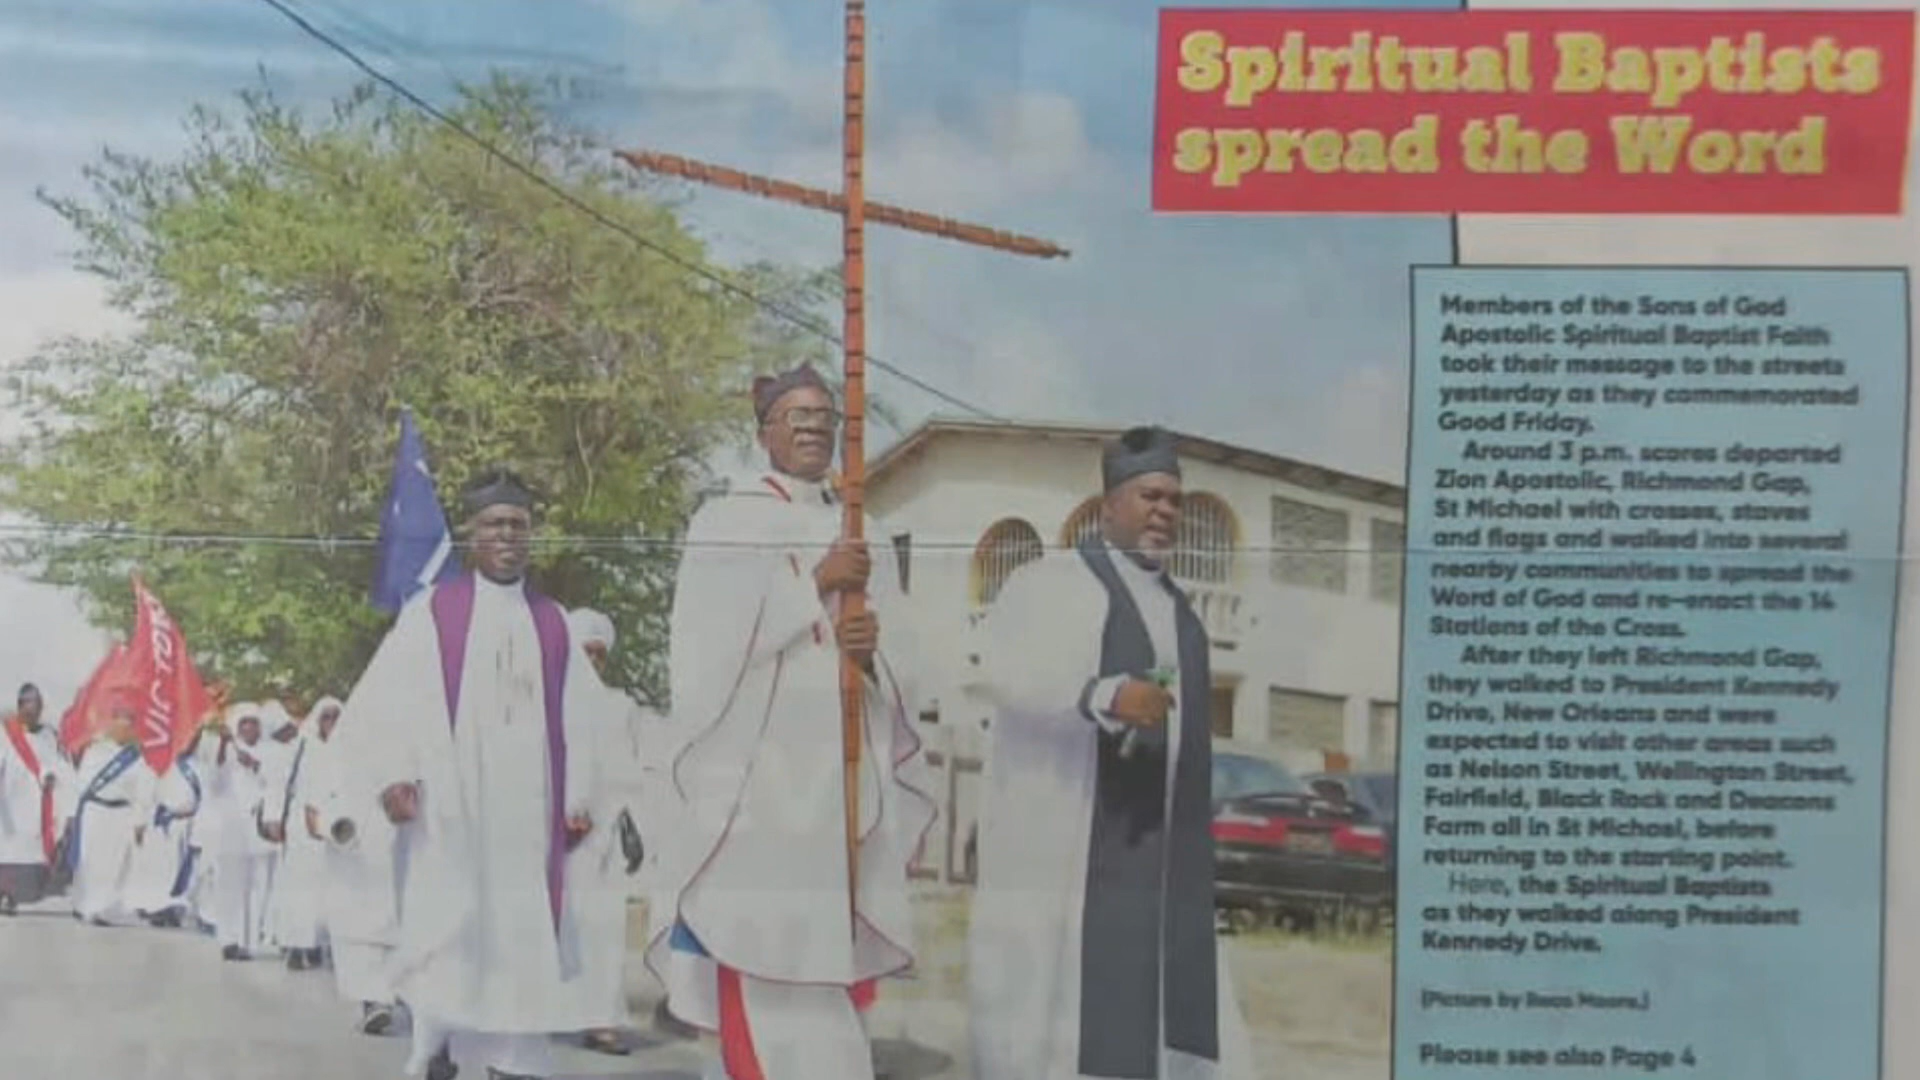 Spiritual Baptists
spread the Word
Members of the Sons of God
Apostolic Spiritual Baptist Faith
took their message to the streets
yesterday as they commemorated
Good Friday.
Around 3 p.m. scores departed
Zion Apostolic, Richmond Gap,
St Michael with crosses, staves
and flags and walked into several
nearby communities to spread the
Word of God and re-enact the 14
Stations of the Cross.
After they left Richmond Gap,
they walked to President Kennedy
Drive, New Orleans and were
expected to visit other areas such
as Nelson Street, Wellington Street,
Fairfield, Black Rock and Deacons
Farm all in St Michael, before
returning to the starting point.
Here, the Spiritual Baptists
as they walked along President
Kennedy Drive.
(Picture by Moore.)
Please see also Page 4
VICTORY